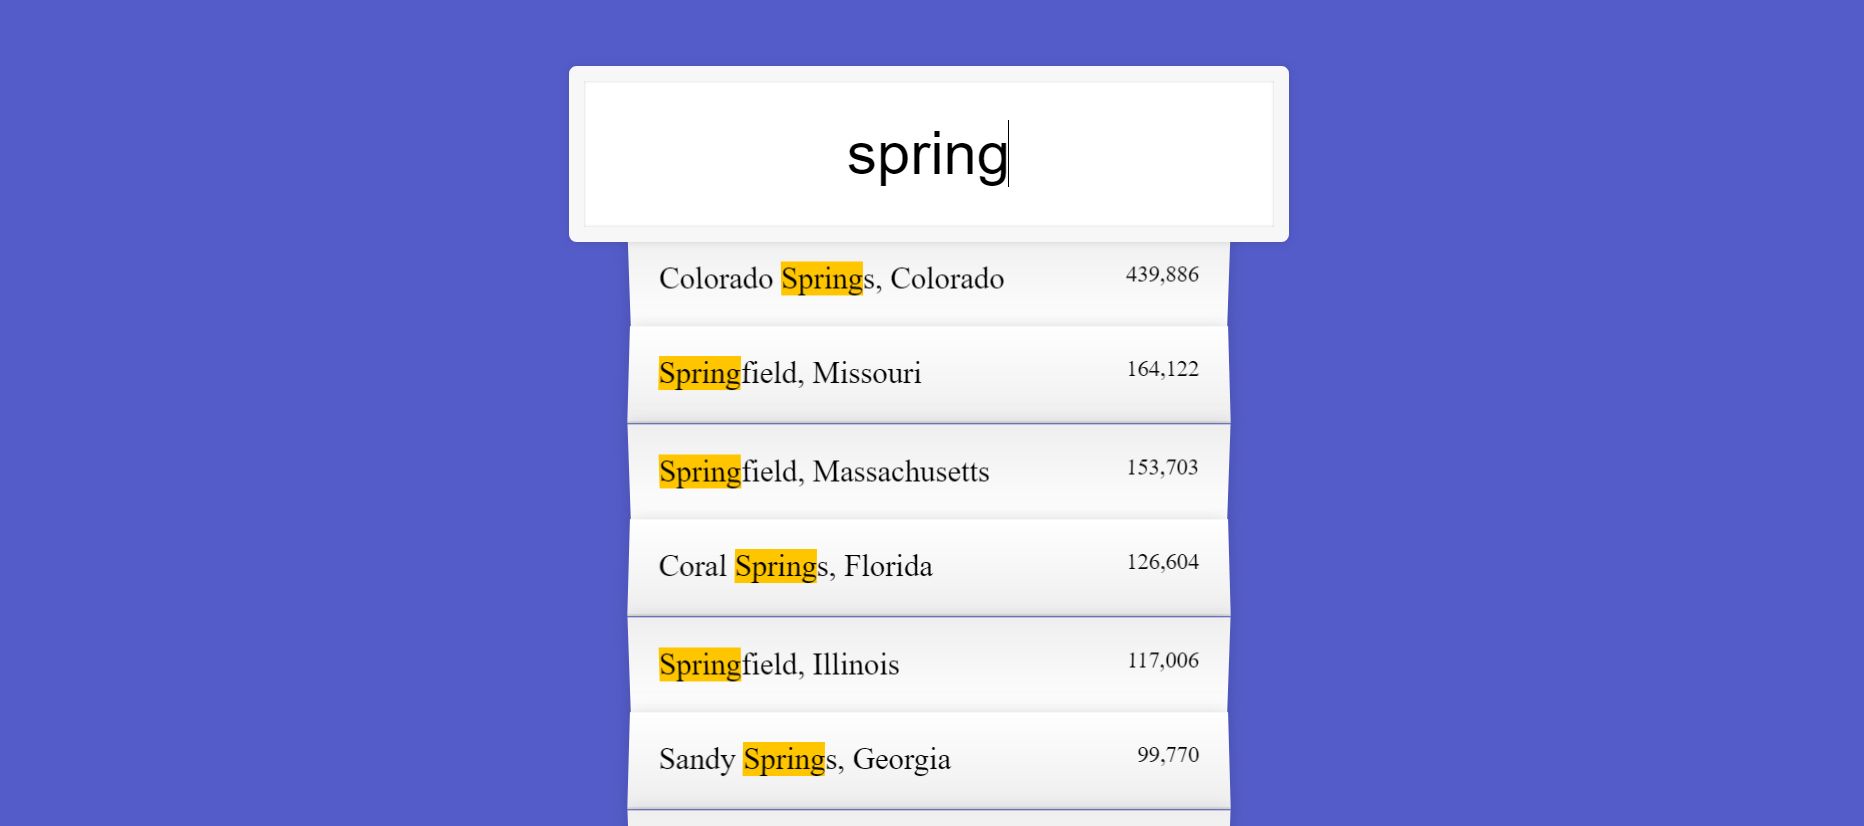 spring
Colorado Springs, Colorado 439,886
Springfield, Missouri 164,122
Springfield, Massachusetts 153,703
Coral Springs, Florida 126,604
Springfield, Illinois 117,006
Sandy Springs, Georgia 99,770